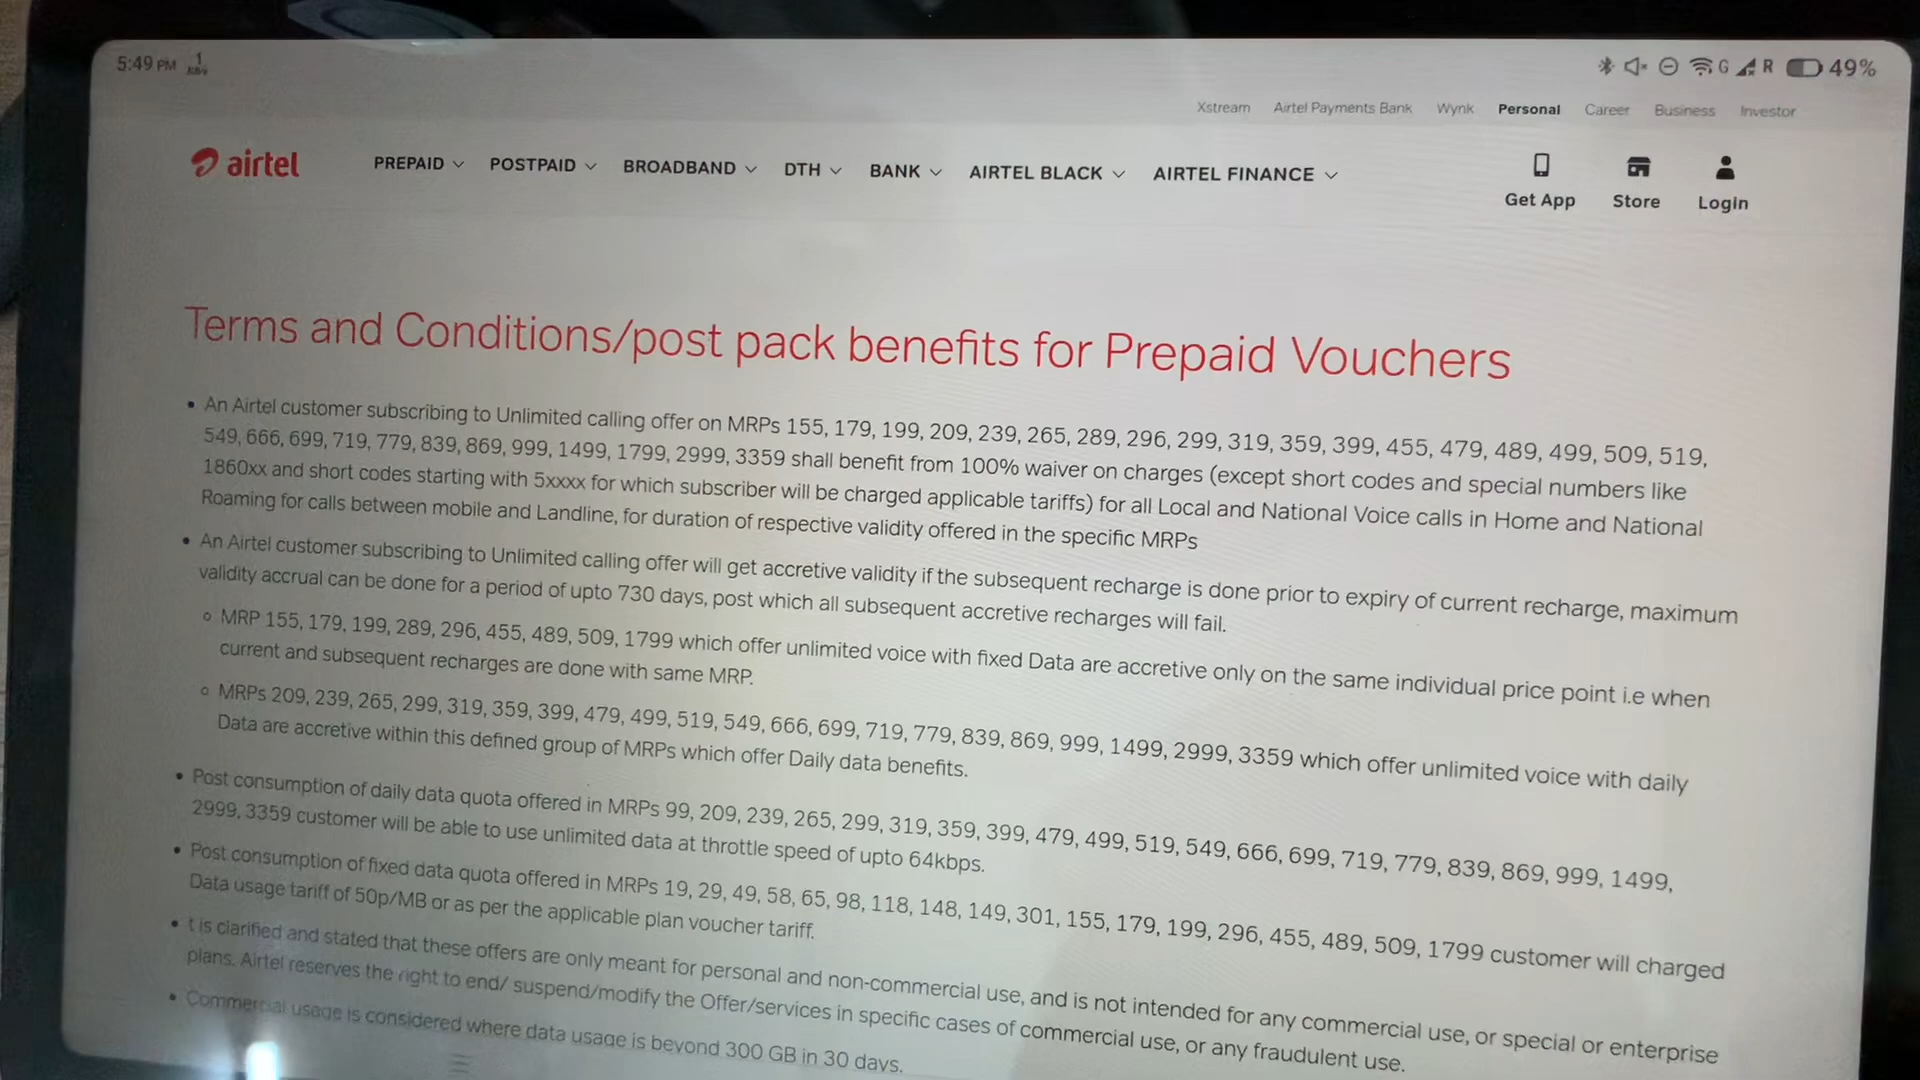 5:49 PM 1 KB/s G R 49%
Xstream Airtel Payments Bank Wynk Personal Career Business Investor
airtel PREPAID POSTPAID BROADBAND DTH BANK AIRTEL BLACK AIRTEL FINANCE Get App Store Login
Terms and Conditions/post pack benefits for Prepaid Vouchers
• An Airtel customer subscribing to Unlimited calling offer on MRPs 155, 179, 199, 209, 239, 265, 289, 296, 299, 319, 359, 399, 455, 479, 489, 499, 509, 519,
549, 666, 699, 719, 779, 839, 869, 999, 1499, 1799, 2999, 3359 shall benefit from 100% waiver on charges (except short codes and special numbers like
1860xx and short codes starting with 5xxxx for which subscriber will be charged applicable tariffs) for all Local and National Voice calls in Home and National
Roaming for calls between mobile and Landline, for duration of respective validity offered in the specific MRPs
• An Airtel customer subscribing to Unlimited calling offer will get accretive validity if the subsequent recharge is done prior to expiry of current recharge, maximum
validity accrual can be done for a period of upto 730 days, post which all subsequent accretive recharges will fail.
◦ MRP 155, 179, 199, 289, 296, 455, 489, 509, 1799 which offer unlimited voice with fixed Data are accretive only on the same individual price point i.e when
current and subsequent recharges are done with same MRP.
◦ MRPs 209, 239, 265, 299, 319, 359, 399, 479, 499, 519, 549, 666, 699, 719, 779, 839, 869, 999, 1499, 2999, 3359 which offer unlimited voice with daily
Data are accretive within this defined group of MRPs which offer Daily data benefits.
• Post consumption of daily data quota offered in MRPs 99, 209, 239, 265, 299, 319, 359, 399, 479, 499, 519, 549, 666, 699, 719, 779, 839, 869, 999, 1499,
2999, 3359 customer will be able to use unlimited data at throttle speed of upto 64kbps.
• Post consumption of fixed data quota offered in MRPs 19, 29, 49, 58, 65, 98, 118, 148, 149, 301, 155, 179, 199, 296, 455, 489, 509, 1799 customer will charged
Data usage tariff of 50p/MB or as per the applicable plan voucher tariff.
• t is clarified and stated that these offers are only meant for personal and non-commercial use, and is not intended for any commercial use, or special or enterprise
plans. Airtel reserves the right to end/ suspend/modify the Offer/services in specific cases of commercial use, or any fraudulent use.
• Commercial usage is considered where data usage is beyond 300 GB in 30 days.